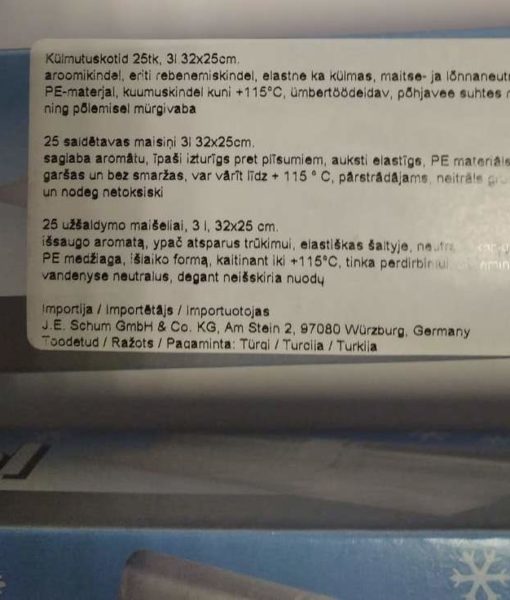 Külmutuskotid 25tk, 3l 32x25cm.
aroomikindel, eriti rebenemiskindel, elastne ka külmas, maitse- ja lõnnaneut
PE-materjal, kuumuskindel kuni +115°C, ümbertöödeldav, põhjavee suhtes
ning põlemisel mürgivaba
25 saldētavas maisiņi 3l 32x25cm.
saglaba aromātu, īpaši izturīgs pret plīsumiem, auksti elastīgs, PE materiāls
garšas un bez smaržas, var vārīt līdz + 115 ° C, pārstrādājams, neitrāls
un nodeg netoksiski
25 užšaldymo maišeliai, 3 l, 32x25 cm.
išsaugo aromatą, ypač atsparus trūkimui, elastiškas šaltyje,
PE medžiaga, išlaiko formą, kaitinant iki +115°C, tinka
vandenyse neutralus, degant neišskiria nuodų
Importija / Importētājs / Importuotojas
J.E. Schum GmbH & Co. KG, Am Stein 2, 97080 Würzburg, Germany
Toodetud / Ražots / Pagaminta: Türgi / Turcija / Turkija